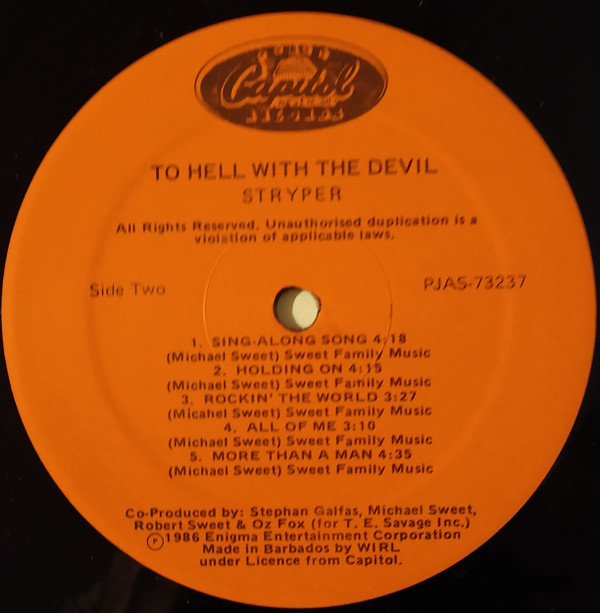 Capitol
RECORDS
TO HELL WITH THE DEVIL
STRYPER
All Rights Reserved. Unauthorised duplication is a
violation of applicable laws.
Side Two
PJAS-73237
1. SING-ALONG SONG 4:18
(Michael Sweet) Sweet Family Music
2. HOLDING ON 4:15
(Michael Sweet) Sweet Family Music
3. ROCKIN' THE WORLD 3:27
(Micahel Sweet) Sweet Family Music
4. ALL OF ME 3:10
(Michael Sweet) Sweet Family Music
5. MORE THAN A MAN 4:35
(Michael Sweet) Sweet Family Music
Co-Produced by: Stephan Galfas, Michael Sweet,
Robert Sweet & Oz Fox (for T. E. Savage Inc.)
℗1986 Enigma Entertainment Corporation
Made in Barbados by WIRL
under Licence from Capitol.